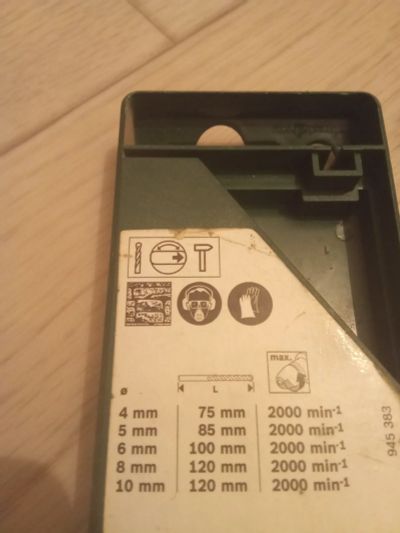 max.
L
ø
4 mm 75 mm 2000 min-1
5 mm 85 mm 2000 min-1
6 mm 100 mm 2000 min-1
8 mm 120 mm 2000 min-1
10 mm 120 mm 2000 min-1
945 383